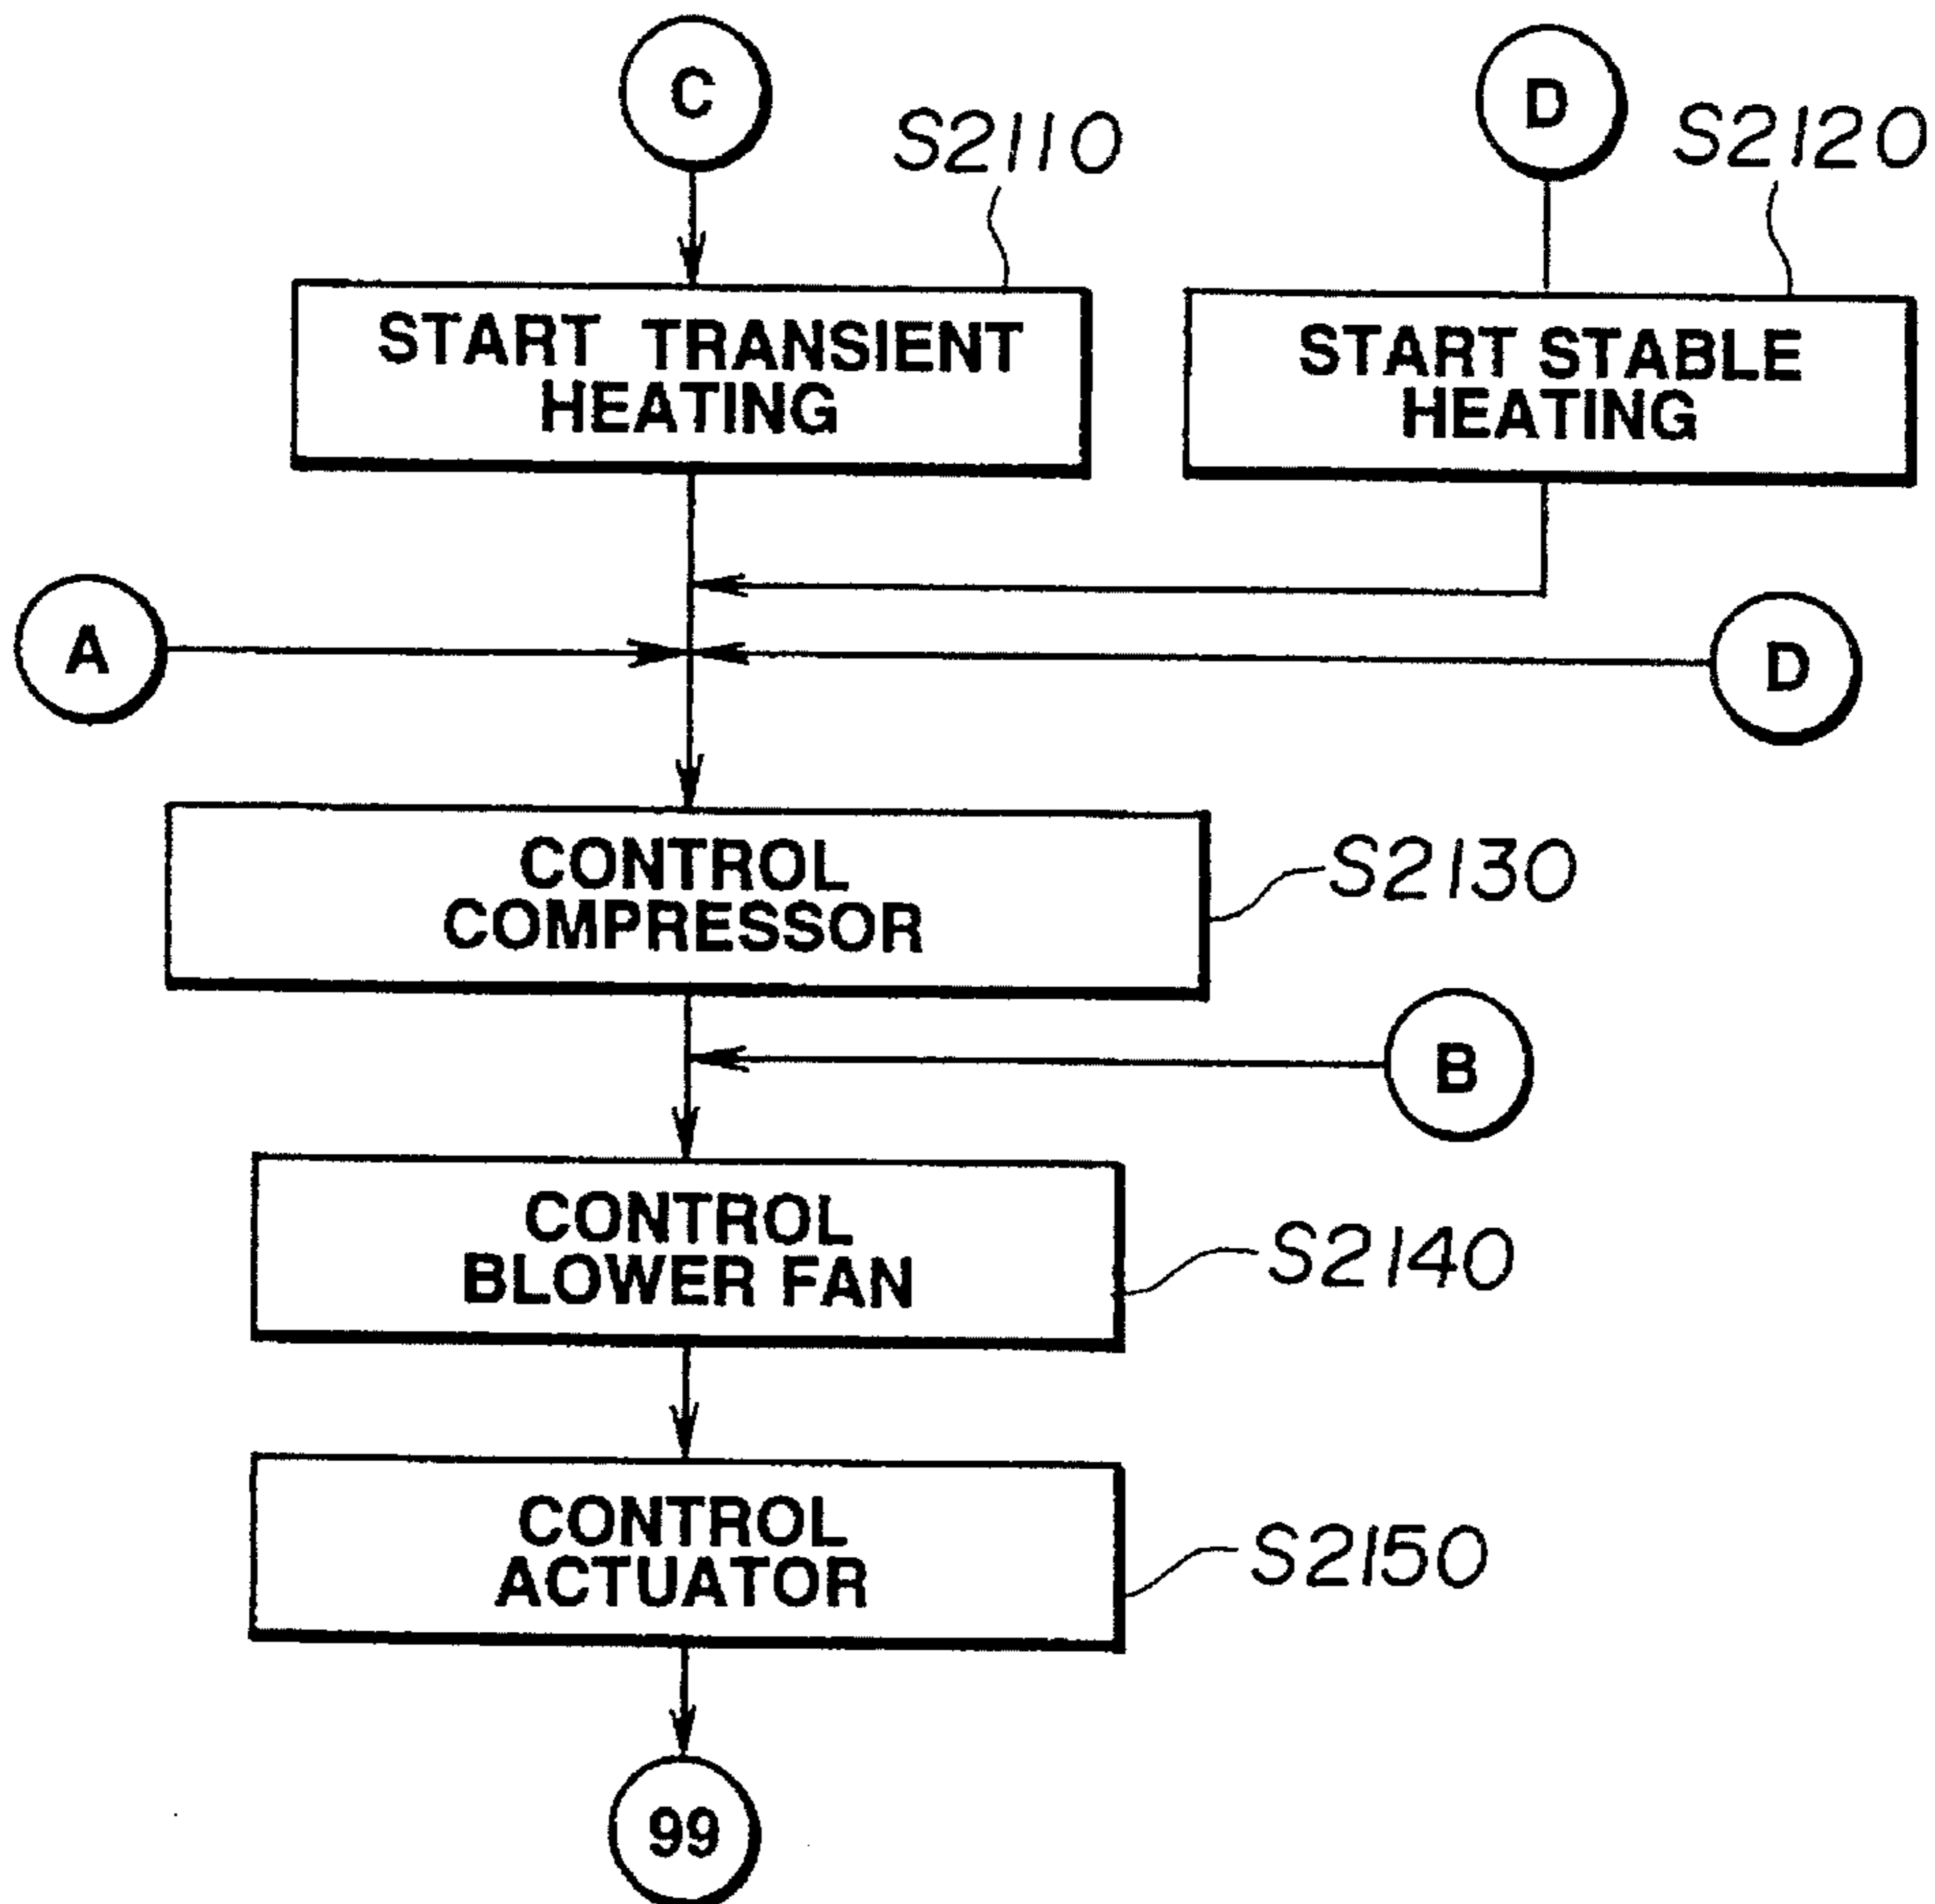 C
S2110
D
S2120
START TRANSIENT
HEATING
START STABLE
HEATING
A
D
CONTROL
COMPRESSOR
S2130
B
CONTROL
BLOWER FAN
S2140
CONTROL
ACTUATOR
S2150
99